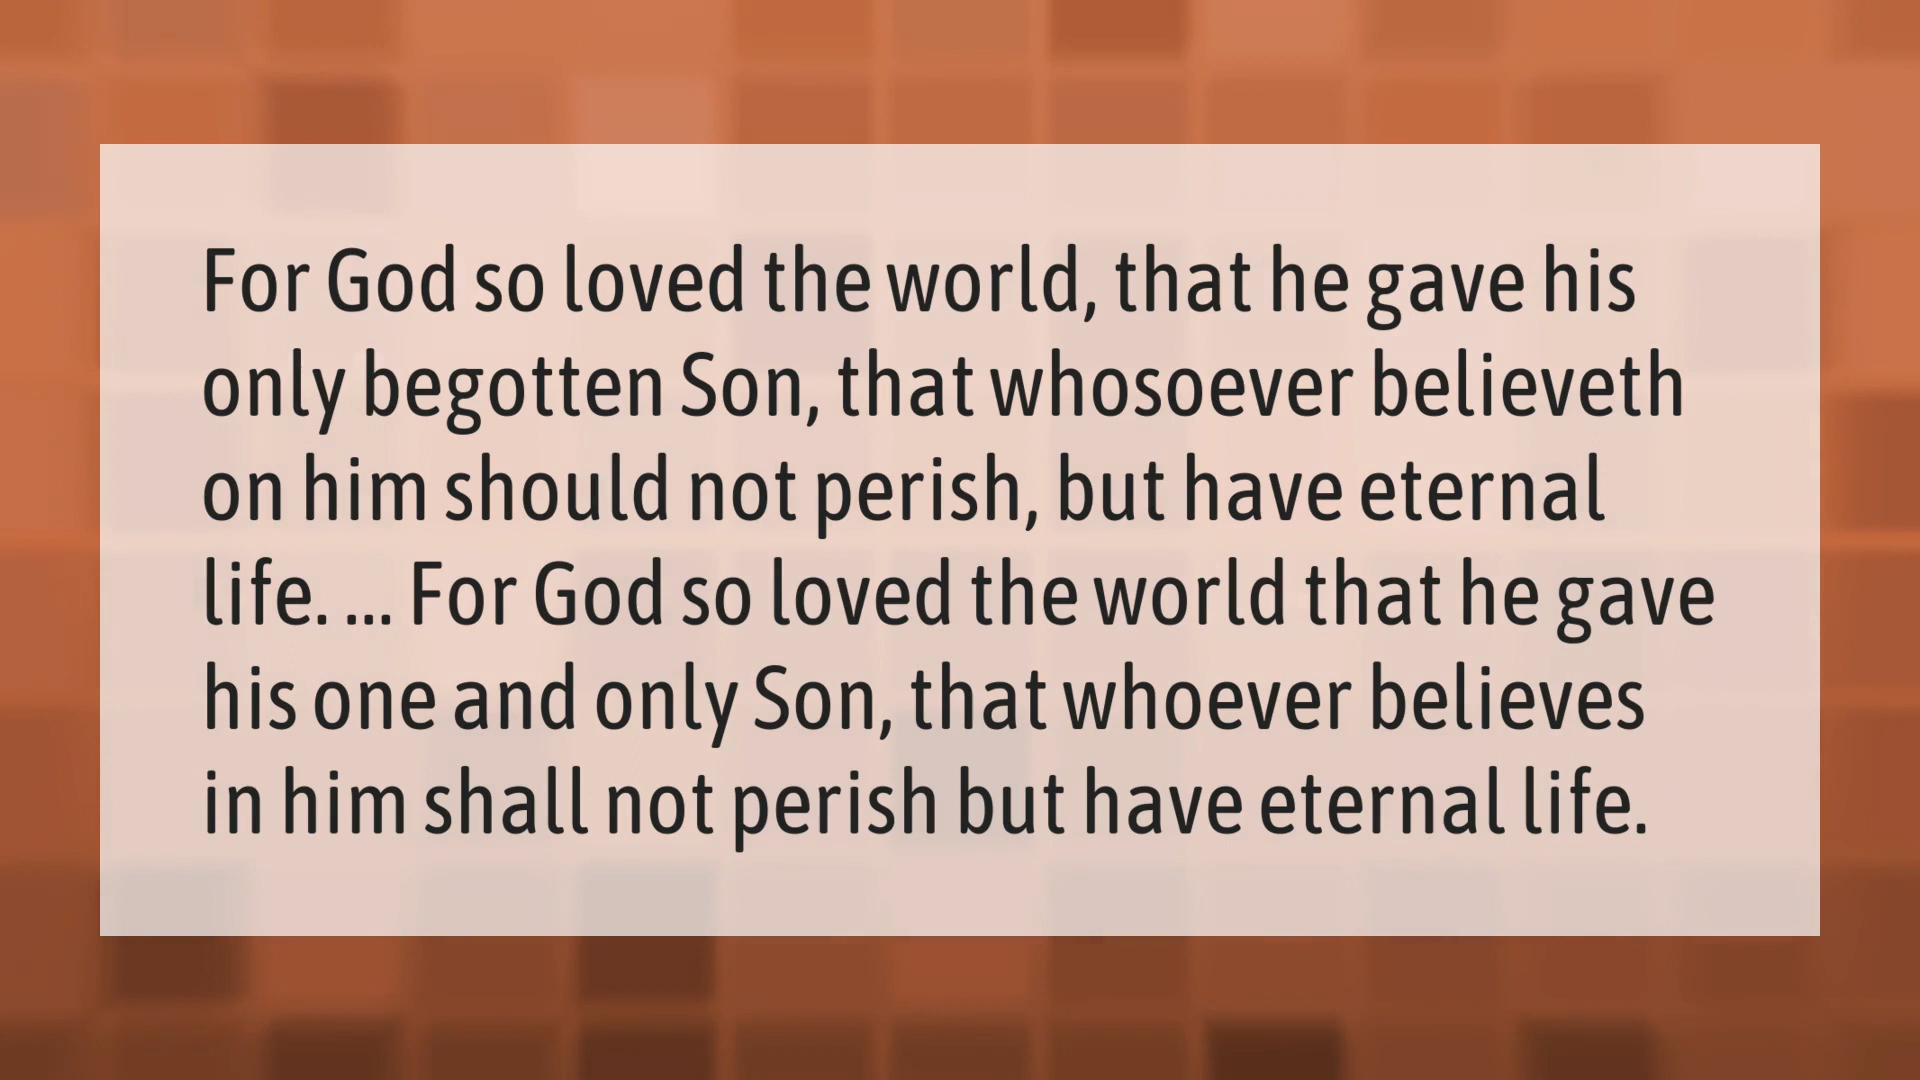 For God so loved the world, that he gave his
only begotten Son, that whosoever believeth
on him should not perish, but have eternal
life. ... For God so loved the world that he gave
his one and only Son, that whoever believes
in him shall not perish but have eternal life.